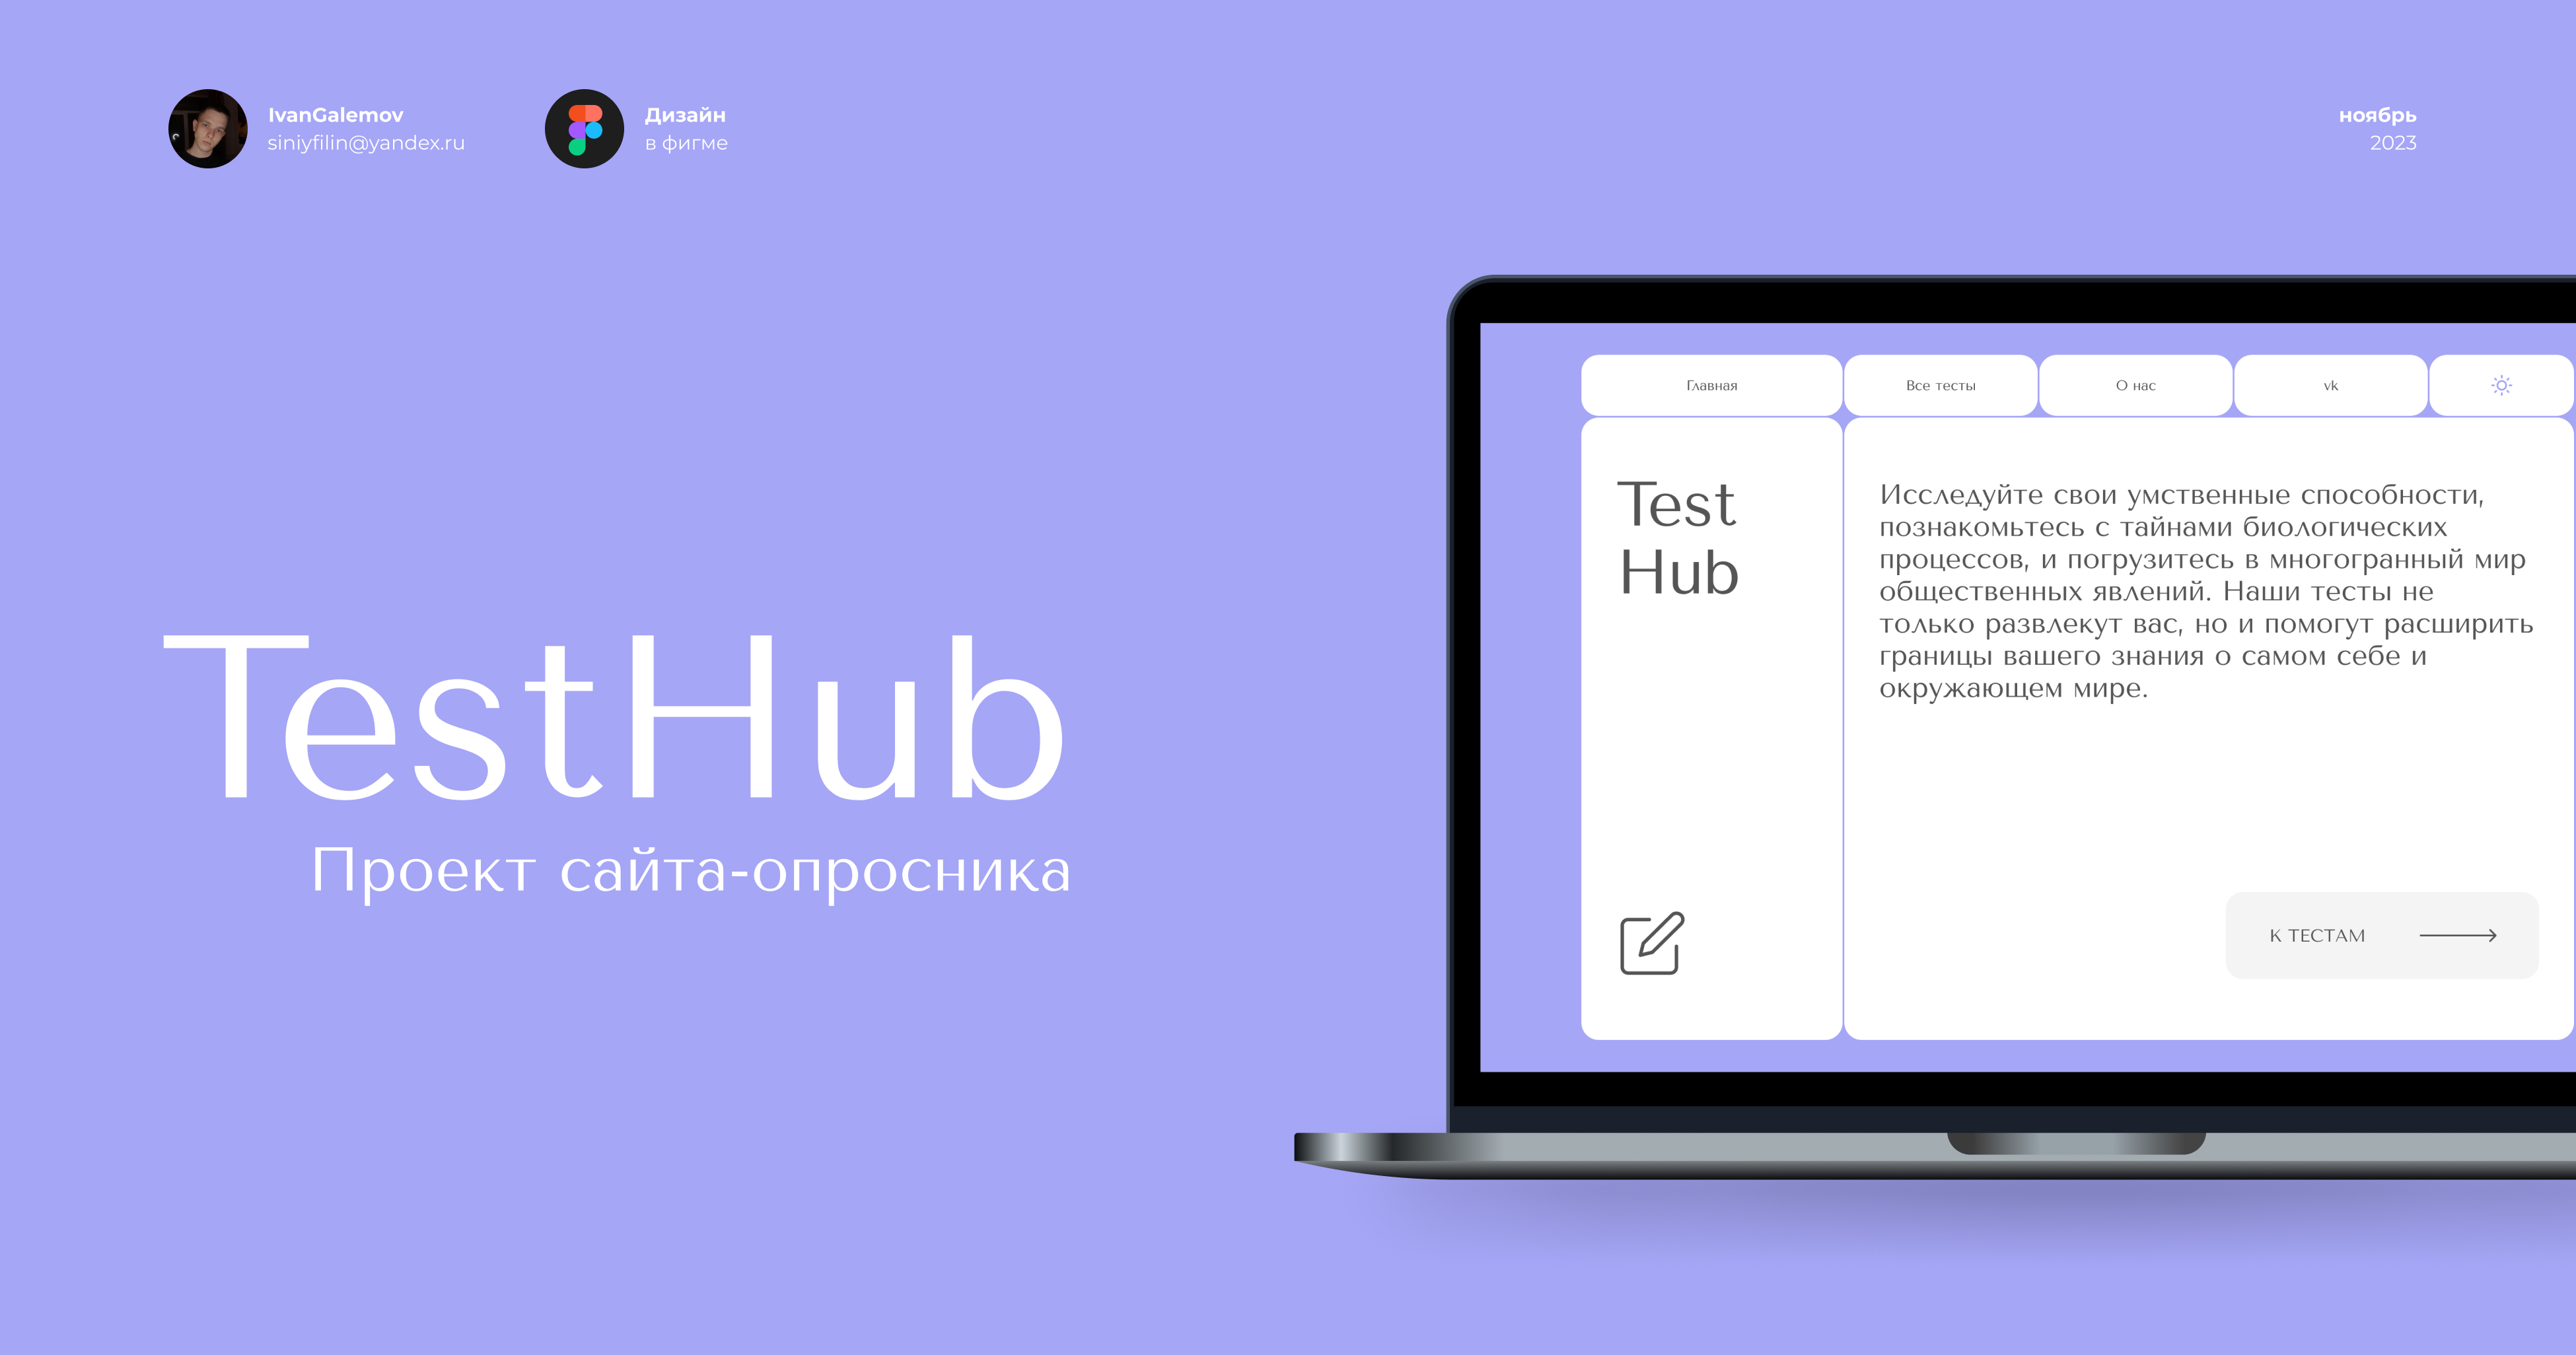 IvanGalemov
siniyfilin@yandex.ru
Дизайн
в фигме
ноябрь
2023
TestHub
Проект сайта-опросника
Главная
Все тесты
О нас
vk
Test
Hub
Исследуйте свои умственные способности,
познакомьтесь с тайнами биологических
процессов, и погрузитесь в многогранный мир
общественных явлений. Наши тесты не
только развлекут вас, но и помогут расширить
границы вашего знания о самом себе и
окружающем мире.
К ТЕСТАМ